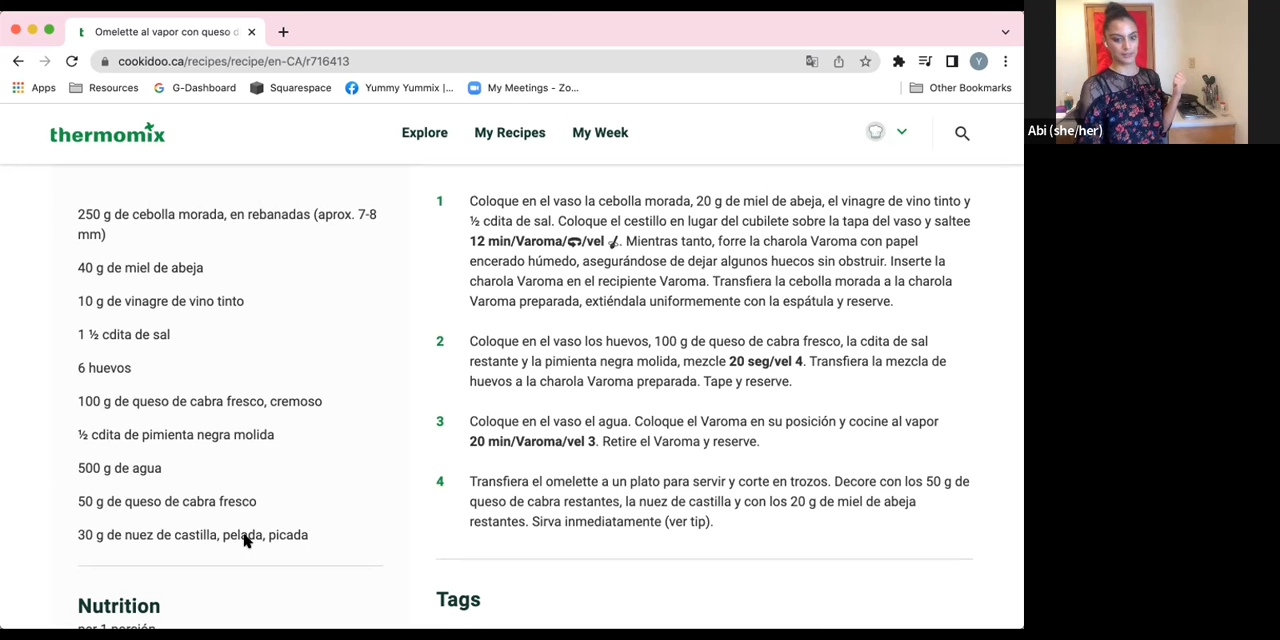 Omelette al vapor con queso d
cookidoo.ca/recipes/recipe/en-CA/r716413
Y
Apps
Resources
G-Dashboard
Squarespace
Yummy Yummix |...
My Meetings - Zo...
Other Bookmarks
thermomix
Explore
My Recipes
My Week
250 g de cebolla morada, en rebanadas (aprox. 7-8
mm)
40 g de miel de abeja
10 g de vinagre de vino tinto
1 ½ cdita de sal
6 huevos
100 g de queso de cabra fresco, cremoso
½ cdita de pimienta negra molida
500 g de agua
50 g de queso de cabra fresco
30 g de nuez de castilla, pelada, picada
Nutrition
per 1 porción
1 Coloque en el vaso la cebolla morada, 20 g de miel de abeja, el vinagre de vino tinto y
½ cdita de sal. Coloque el cestillo en lugar del cubilete sobre la tapa del vaso y saltee
12 min/Varoma//vel . Mientras tanto, forre la charola Varoma con papel
encerado húmedo, asegurándose de dejar algunos huecos sin obstruir. Inserte la
charola Varoma en el recipiente Varoma. Transfiera la cebolla morada a la charola
Varoma preparada, extiéndala uniformemente con la espátula y reserve.
2 Coloque en el vaso los huevos, 100 g de queso de cabra fresco, la cdita de sal
restante y la pimienta negra molida, mezcle 20 seg/vel 4. Transfiera la mezcla de
huevos a la charola Varoma preparada. Tape y reserve.
3 Coloque en el vaso el agua. Coloque el Varoma en su posición y cocine al vapor
20 min/Varoma/vel 3. Retire el Varoma y reserve.
4 Transfiera el omelette a un plato para servir y corte en trozos. Decore con los 50 g de
queso de cabra restantes, la nuez de castilla y con los 20 g de miel de abeja
restantes. Sirva inmediatamente (ver tip).
Tags
Abi (she/her)